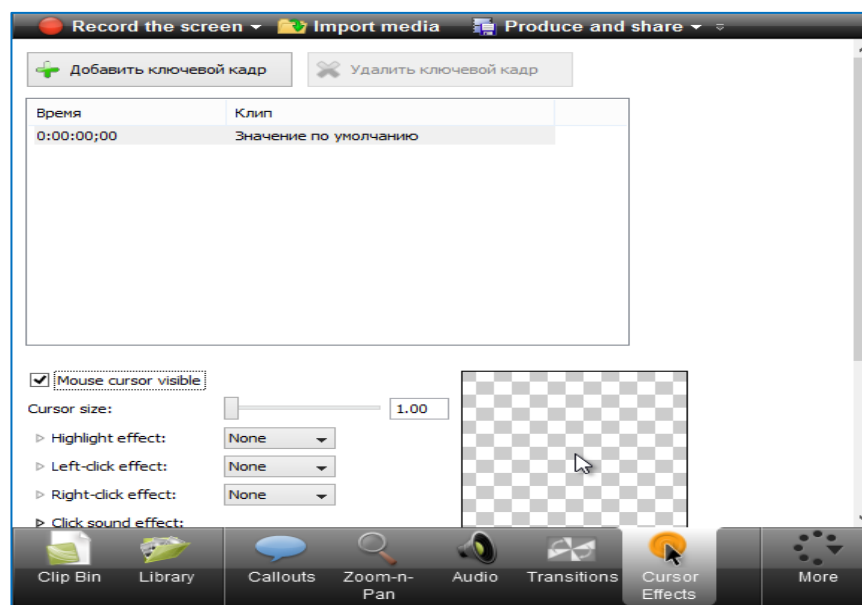 Record the screen Import media Produce and share
Добавить ключевой кадр Удалить ключевой кадр
Время Клип
0:00:00;00 Значение по умолчанию
Mouse cursor visible
Cursor size: 1.00
Highlight effect: None
Left-click effect: None
Right-click effect: None
Click sound effect:
Clip Bin Library Callouts Zoom-n- Audio Transitions Cursor More
Pan Effects